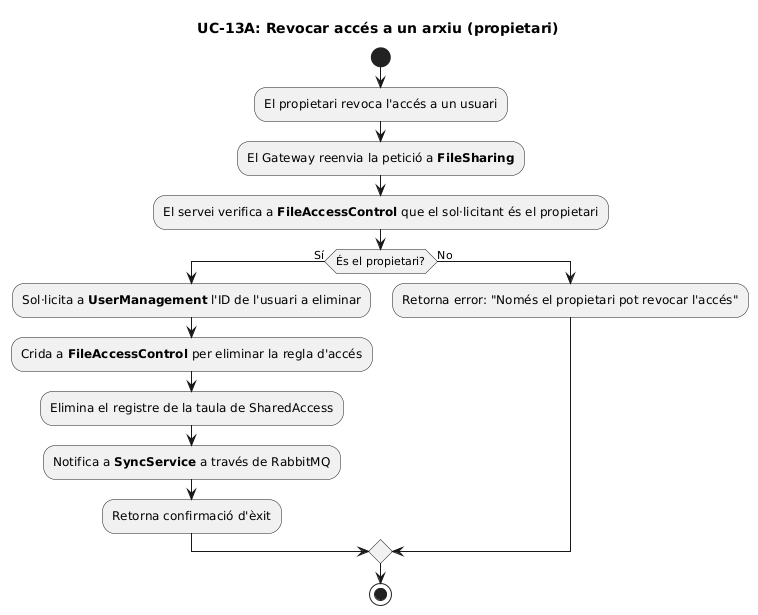 UC-13A: Revocar accés a un arxiu (propietari)
El propietari revoca l'accés a un usuari
El Gateway reenvia la petició a FileSharing
El servei verifica a FileAccessControl que el sol·licitant és el propietari
És el propietari?
Sí
No
Sol·licita a UserManagement l'ID de l'usuari a eliminar
Retorna error: "Només el propietari pot revocar l'accés"
Crida a FileAccessControl per eliminar la regla d'accés
Elimina el registre de la taula de SharedAccess
Notifica a SyncService a través de RabbitMQ
Retorna confirmació d'èxit